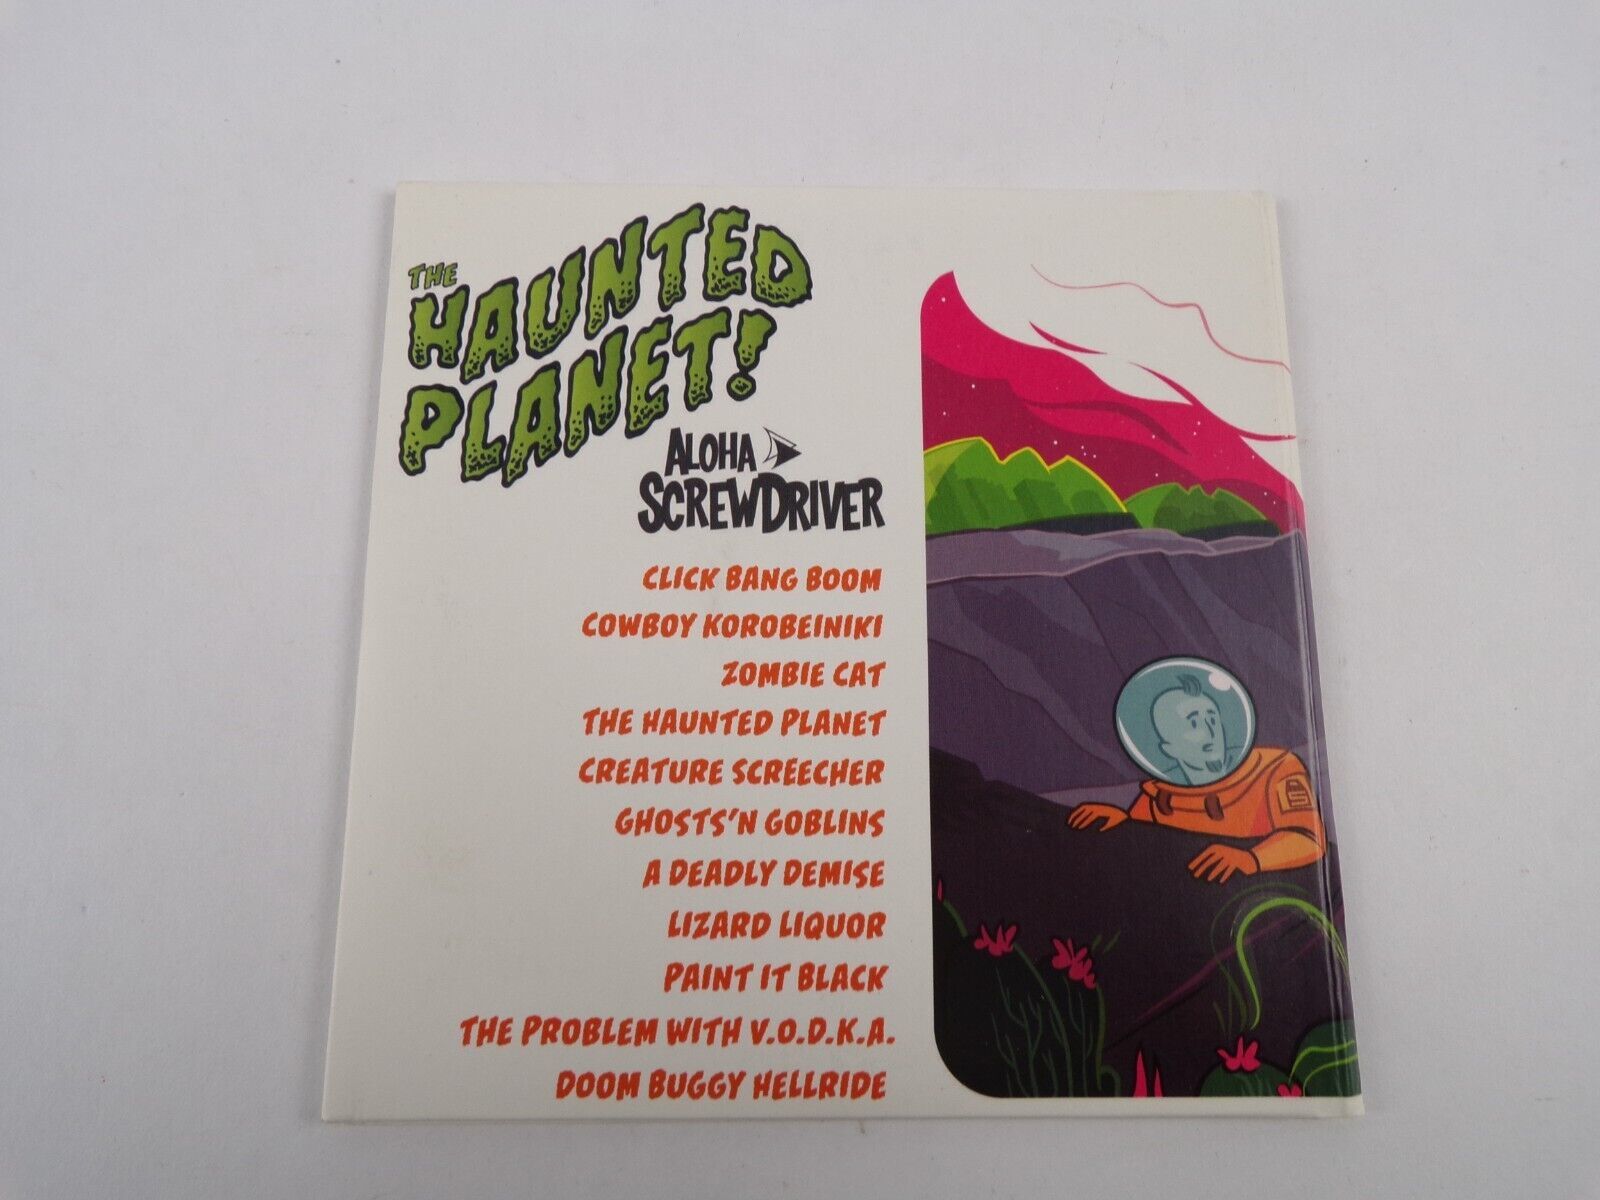 THE
HAUNTED
PLANET!
ALOHA
SCREWDRIVER
CLICK BANG BOOM
COWBOY KOROBEINIKI
ZOMBIE CAT
THE HAUNTED PLANET
CREATURE SCREECHER
GHOSTS'N GOBLINS
A DEADLY DEMISE
LIZARD LIQUOR
PAINT IT BLACK
THE PROBLEM WITH V.O.D.K.A.
DOOM BUGGY HELLRIDE